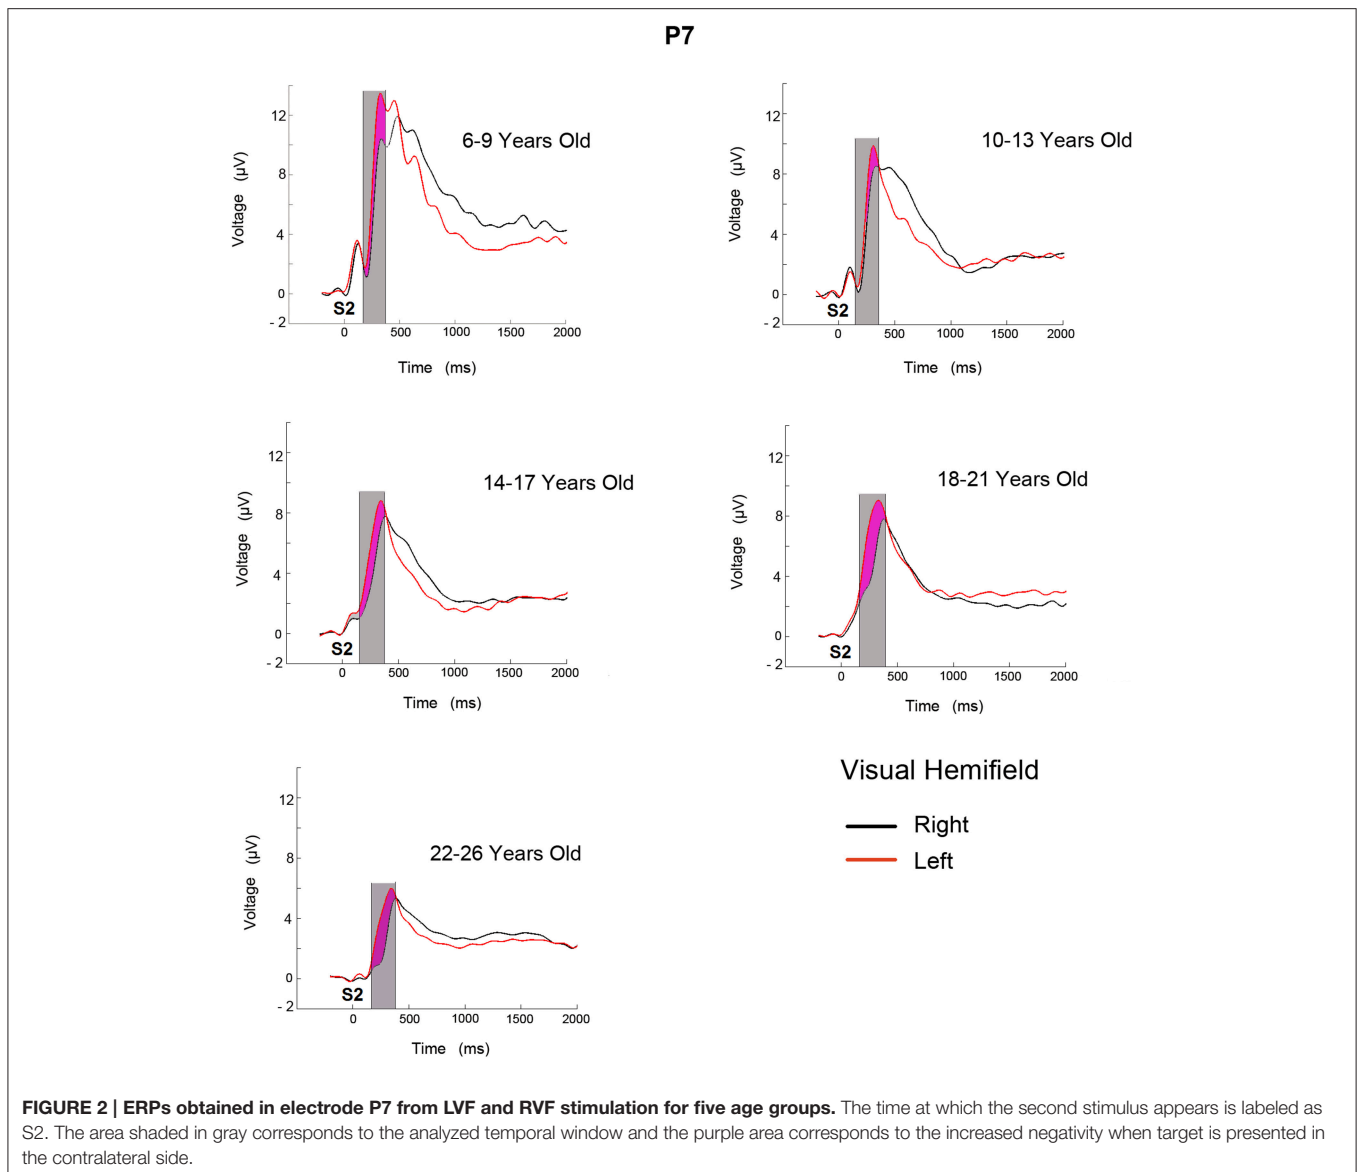 P7
12
8
4
0
- 2
Voltage (µV)
6-9 Years Old
S2
0 500 1000 1500 2000
Time (ms)
12
8
4
0
- 2
Voltage (µV)
10-13 Years Old
S2
0 500 1000 1500 2000
Time (ms)
12
8
4
0
- 2
Voltage (µV)
14-17 Years Old
S2
0 500 1000 1500 2000
Time (ms)
12
8
4
0
- 2
Voltage (µV)
18-21 Years Old
S2
0 500 1000 1500 2000
Time (ms)
12
8
4
0
- 2
Voltage (µV)
22-26 Years Old
S2
0 500 1000 1500 2000
Time (ms)
Visual Hemifield
Right
Left
FIGURE 2 | ERPs obtained in electrode P7 from LVF and RVF stimulation for five age groups. The time at which the second stimulus appears is labeled as
S2. The area shaded in gray corresponds to the analyzed temporal window and the purple area corresponds to the increased negativity when target is presented in
the contralateral side.